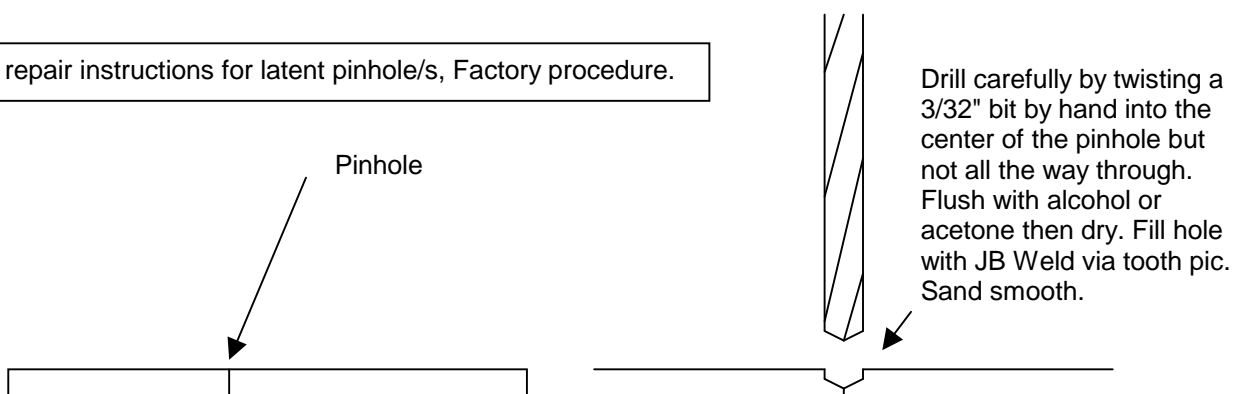 repair instructions for latent pinhole/s, Factory procedure.
Pinhole
Drill carefully by twisting a
3/32" bit by hand into the
center of the pinhole but
not all the way through.
Flush with alcohol or
acetone then dry. Fill hole
with JB Weld via tooth pic.
Sand smooth.